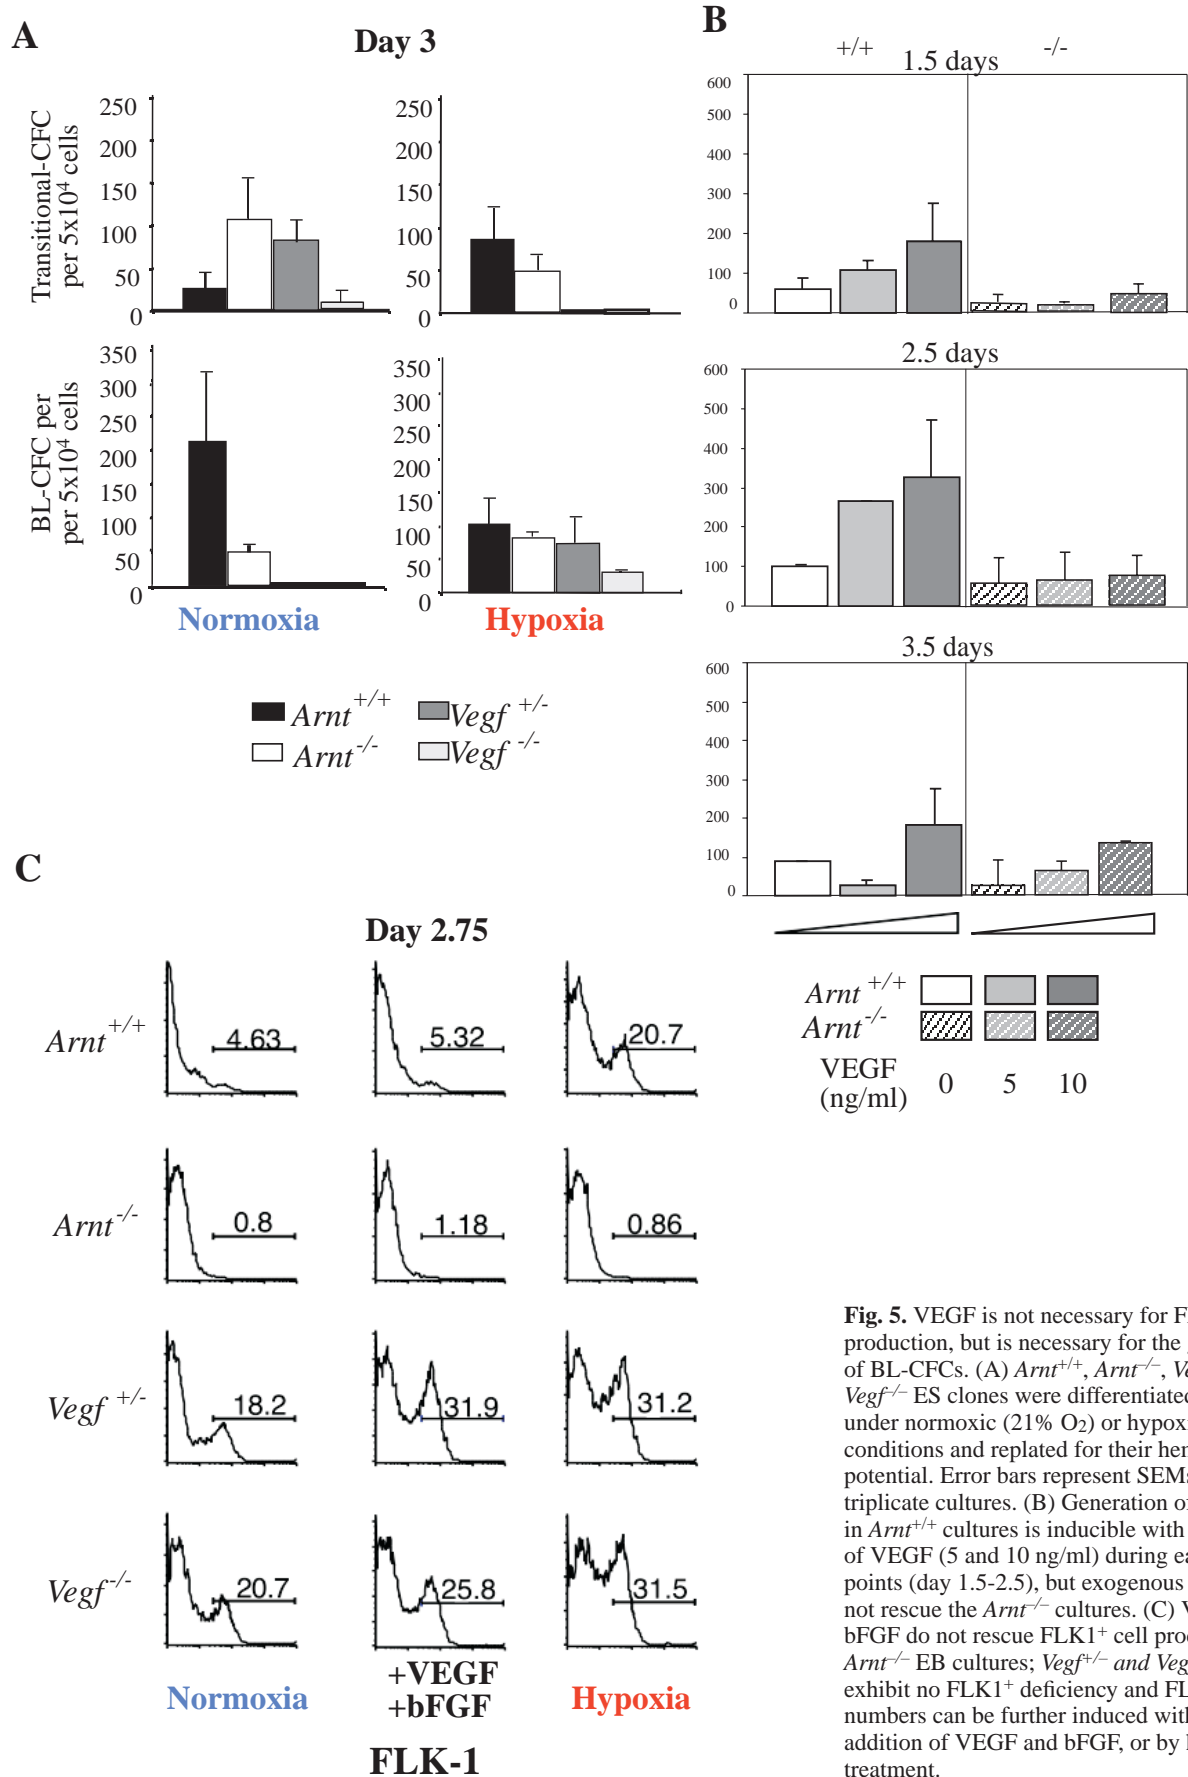 A
Day 3
Transitional-CFC
per 5x10⁴ cells
250
200
150
100
50
0
250
200
150
100
50
0
BL-CFC per
per 5x10⁴ cells
350
300
250
200
150
100
50
0
350
300
250
200
150
100
50
0
Normoxia
Hypoxia
Arnt +/+
Vegf +/-
Arnt -/-
Vegf -/-
B
+/+
-/-
1.5 days
600
500
400
300
200
100
0
2.5 days
600
500
400
300
200
100
0
3.5 days
600
500
400
300
200
100
0
Arnt +/+
Arnt -/-
VEGF
(ng/ml)
0
5
10
C
Day 2.75
Arnt +/+
4.63
5.32
20.7
Arnt -/-
0.8
1.18
0.86
Vegf +/-
18.2
31.9
31.2
Vegf -/-
20.7
25.8
31.5
Normoxia
+VEGF
+bFGF
Hypoxia
FLK-1
Fig. 5. VEGF is not necessary for
production, but is necessary for the
of BL-CFCs. (A) Arnt+/+, Arnt–/–,
Vegf–/– ES clones were differentiated
under normoxic (21% O2) or
conditions and replated for their
potential. Error bars represent SEMs
triplicate cultures. (B) Generation of
in Arnt+/+ cultures is inducible with
of VEGF (5 and 10 ng/ml) during
points (day 1.5-2.5), but exogenous
not rescue the Arnt–/– cultures. (C)
bFGF do not rescue FLK1+ cell
Arnt–/– EB cultures; Vegf+/– and
exhibit no FLK1+ deficiency and
numbers can be further induced with
addition of VEGF and bFGF, or by
treatment.